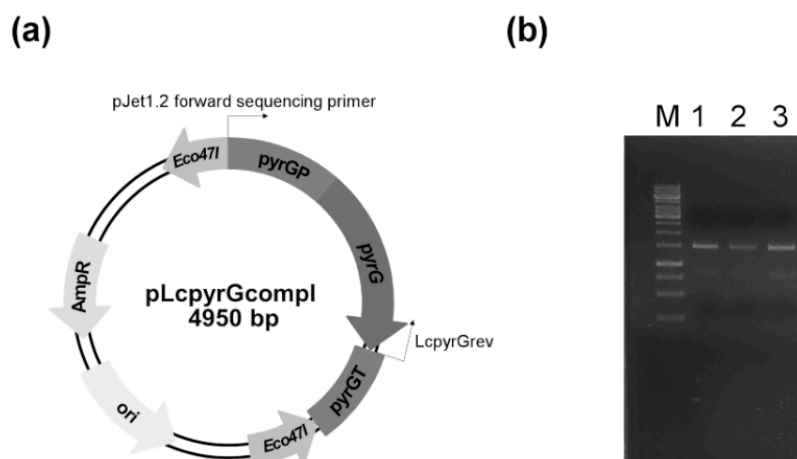 (a)
pJet1.2 forward sequencing primer
Eco47I
pyrGP
pyrG
AmpR
pLcpyrGcompl
4950 bp
LcpyrGrev
pyrGT
ori
Eco47I
(b)
M 1 2 3